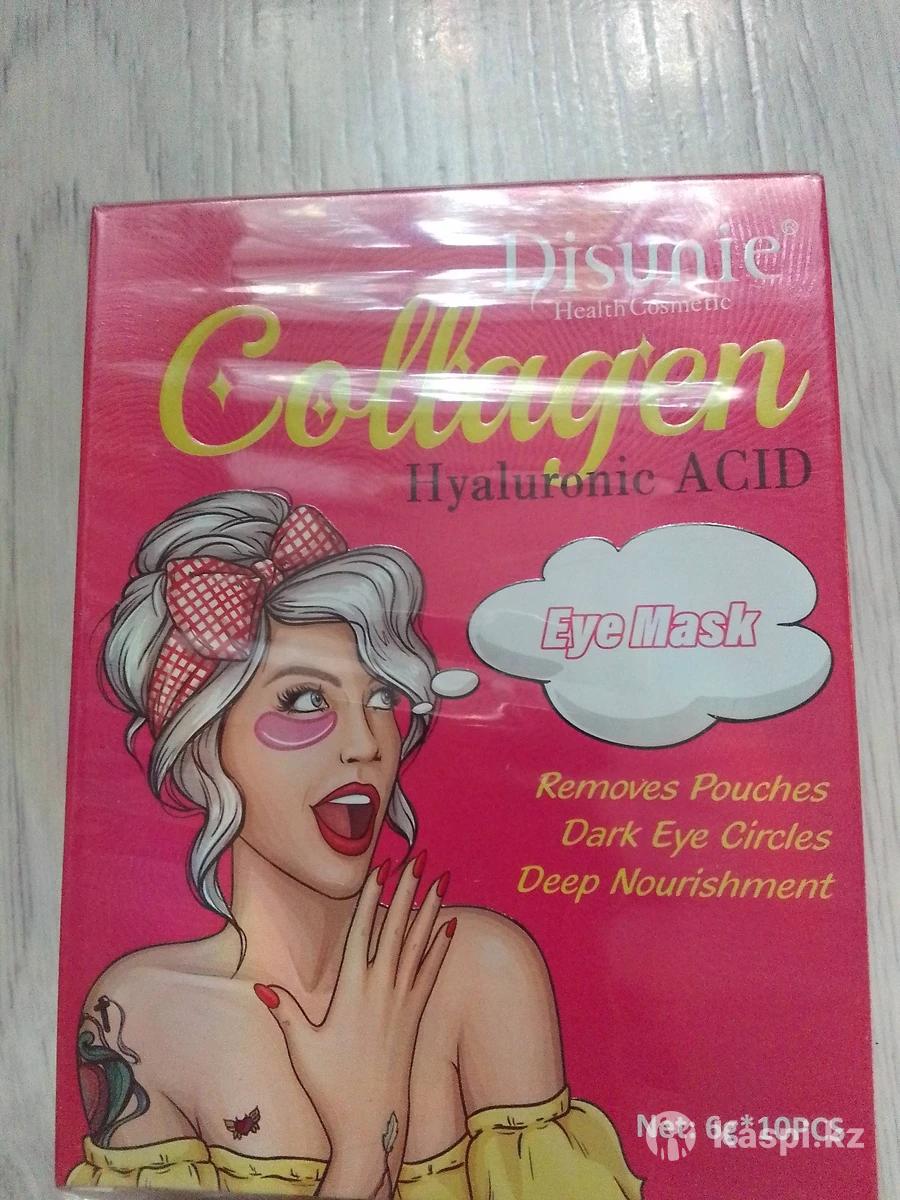 Disunie®
Health Cosmetic
Collagen
Hyaluronic ACID
Eye Mask
Removes Pouches
Dark Eye Circles
Deep Nourishment
Net: 6g*10PCS
kaspi.kz